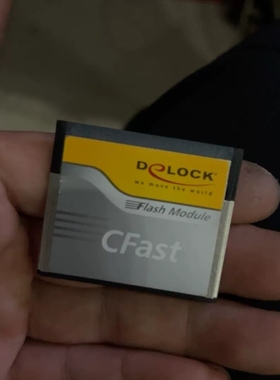 DeLOCK
we move the world
Flash Module
CFast